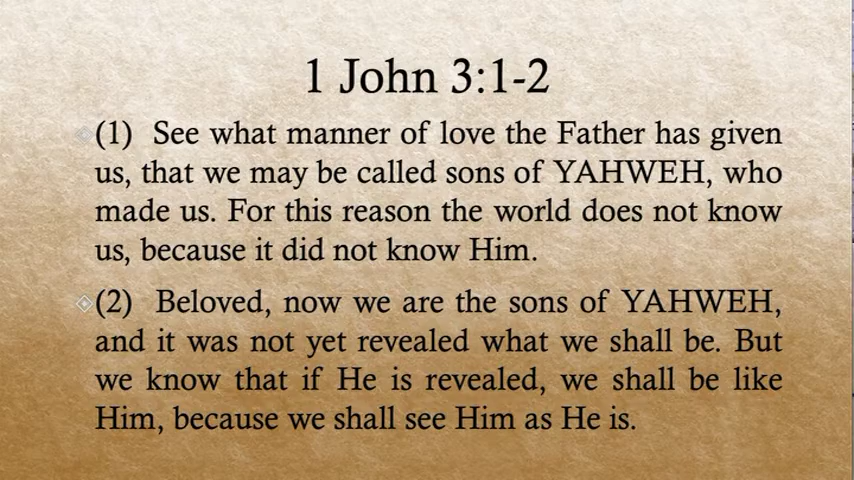 1 John 3:1-2
(1) See what manner of love the Father has given
us, that we may be called sons of YAHWEH, who
made us. For this reason the world does not know
us, because it did not know Him.
(2) Beloved, now we are the sons of YAHWEH,
and it was not yet revealed what we shall be. But
we know that if He is revealed, we shall be like
Him, because we shall see Him as He is.